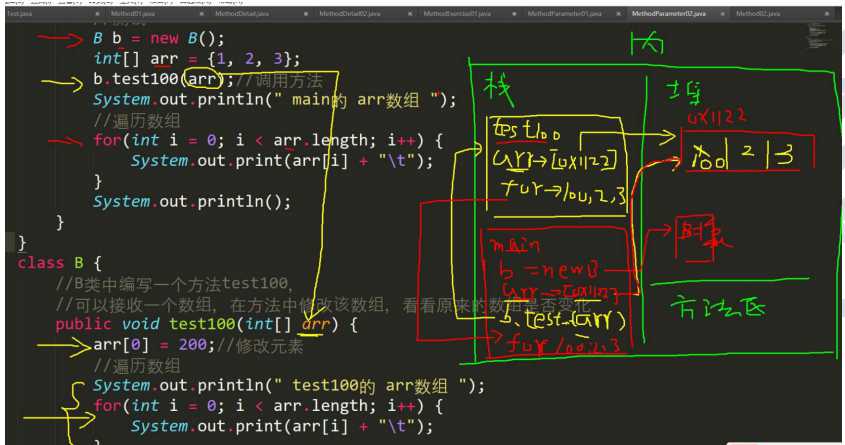 Test.java MethodDetail.java MethodDetail02.java MethodExercise01.java MethodParameter01.java MethodParameter02.java Method02.java
B b = new B();
int[] arr = {1, 2, 3};
b.test100(arr);//调用方法
System.out.println(" main的 arr数组 ");
//遍历数组
for(int i = 0; i < arr.length; i++) {
System.out.print(arr[i] + "\t");
}
System.out.println();
}
}
class B {
//B类中编写一个方法test100,
//可以接收一个数组, 在方法中修改该数组, 看看原来的数组是否变化
public void test100(int[] arr) {
arr[0] = 200;//修改元素
//遍历数组
System.out.println(" test100的 arr数组 ");
for(int i = 0; i < arr.length; i++) {
System.out.print(arr[i] + "\t");
栈
test100
arr→[0x1122]
for→100,2,3
main
b = new B
arr→[0x1122]
b.test(arr)
for 100,2,3
堆
0x1122
100| 2 | 3
方法区